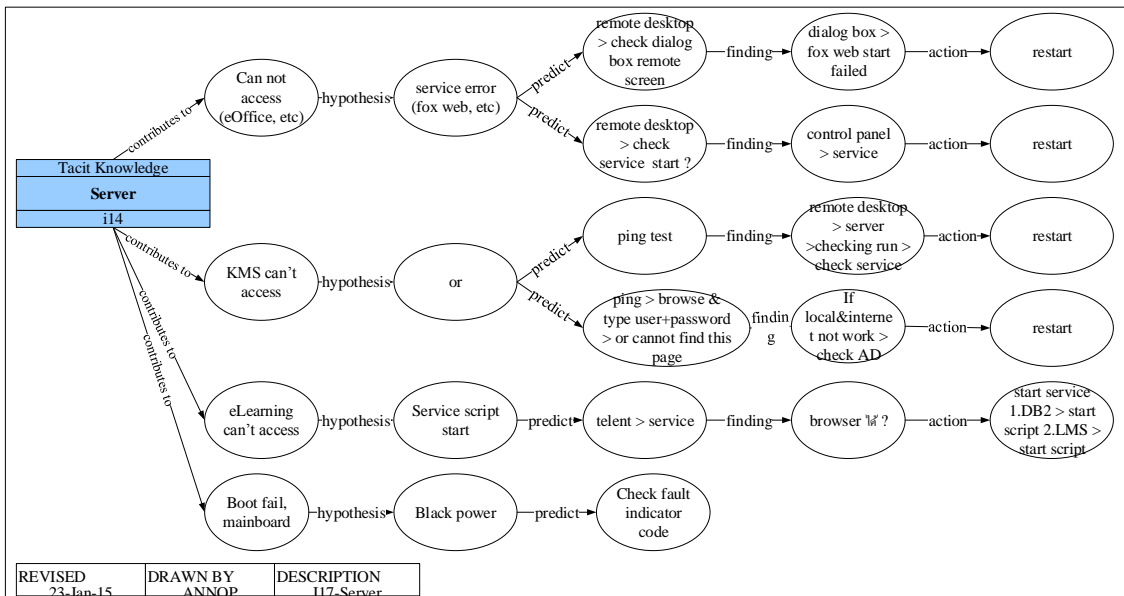 Tacit Knowledge
Server
i14
contributes to
Can not
access
(eOffice, etc)
hypothesis
service error
(fox web, etc)
predict
remote desktop
> check dialog
box remote
screen
finding
dialog box >
fox web start
failed
action
restart
predict
remote desktop
> check
service start ?
finding
control panel
> service
action
restart
contributes to
KMS can't
access
hypothesis
or
predict
ping test
finding
remote desktop
> server
>checking run >
check service
action
restart
predict
ping > browse &
type user+password
> or cannot find this
page
findin
g
If
local&interne
t not work >
check AD
action
restart
contributes to
eLearning
can't access
hypothesis
Service script
start
predict
telent > service
finding
browser ได้ ?
action
start service
1.DB2 > start
script 2.LMS >
start script
contributes to
Boot fail,
mainboard
hypothesis
Black power
predict
Check fault
indicator
code
REVISED
23-Jan-15
DRAWN BY
ANNOP
DESCRIPTION
I17-Server